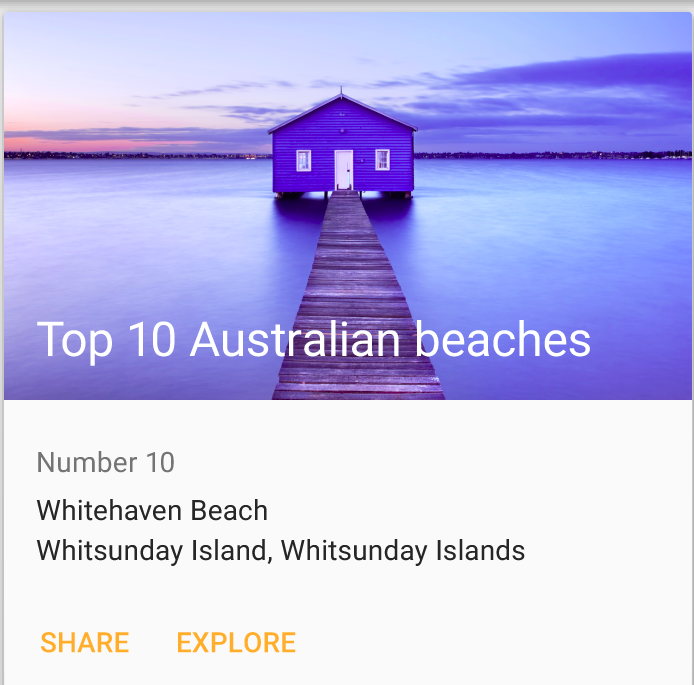 Top 10 Australian beaches
Number 10
Whitehaven Beach
Whitsunday Island, Whitsunday Islands
SHARE EXPLORE